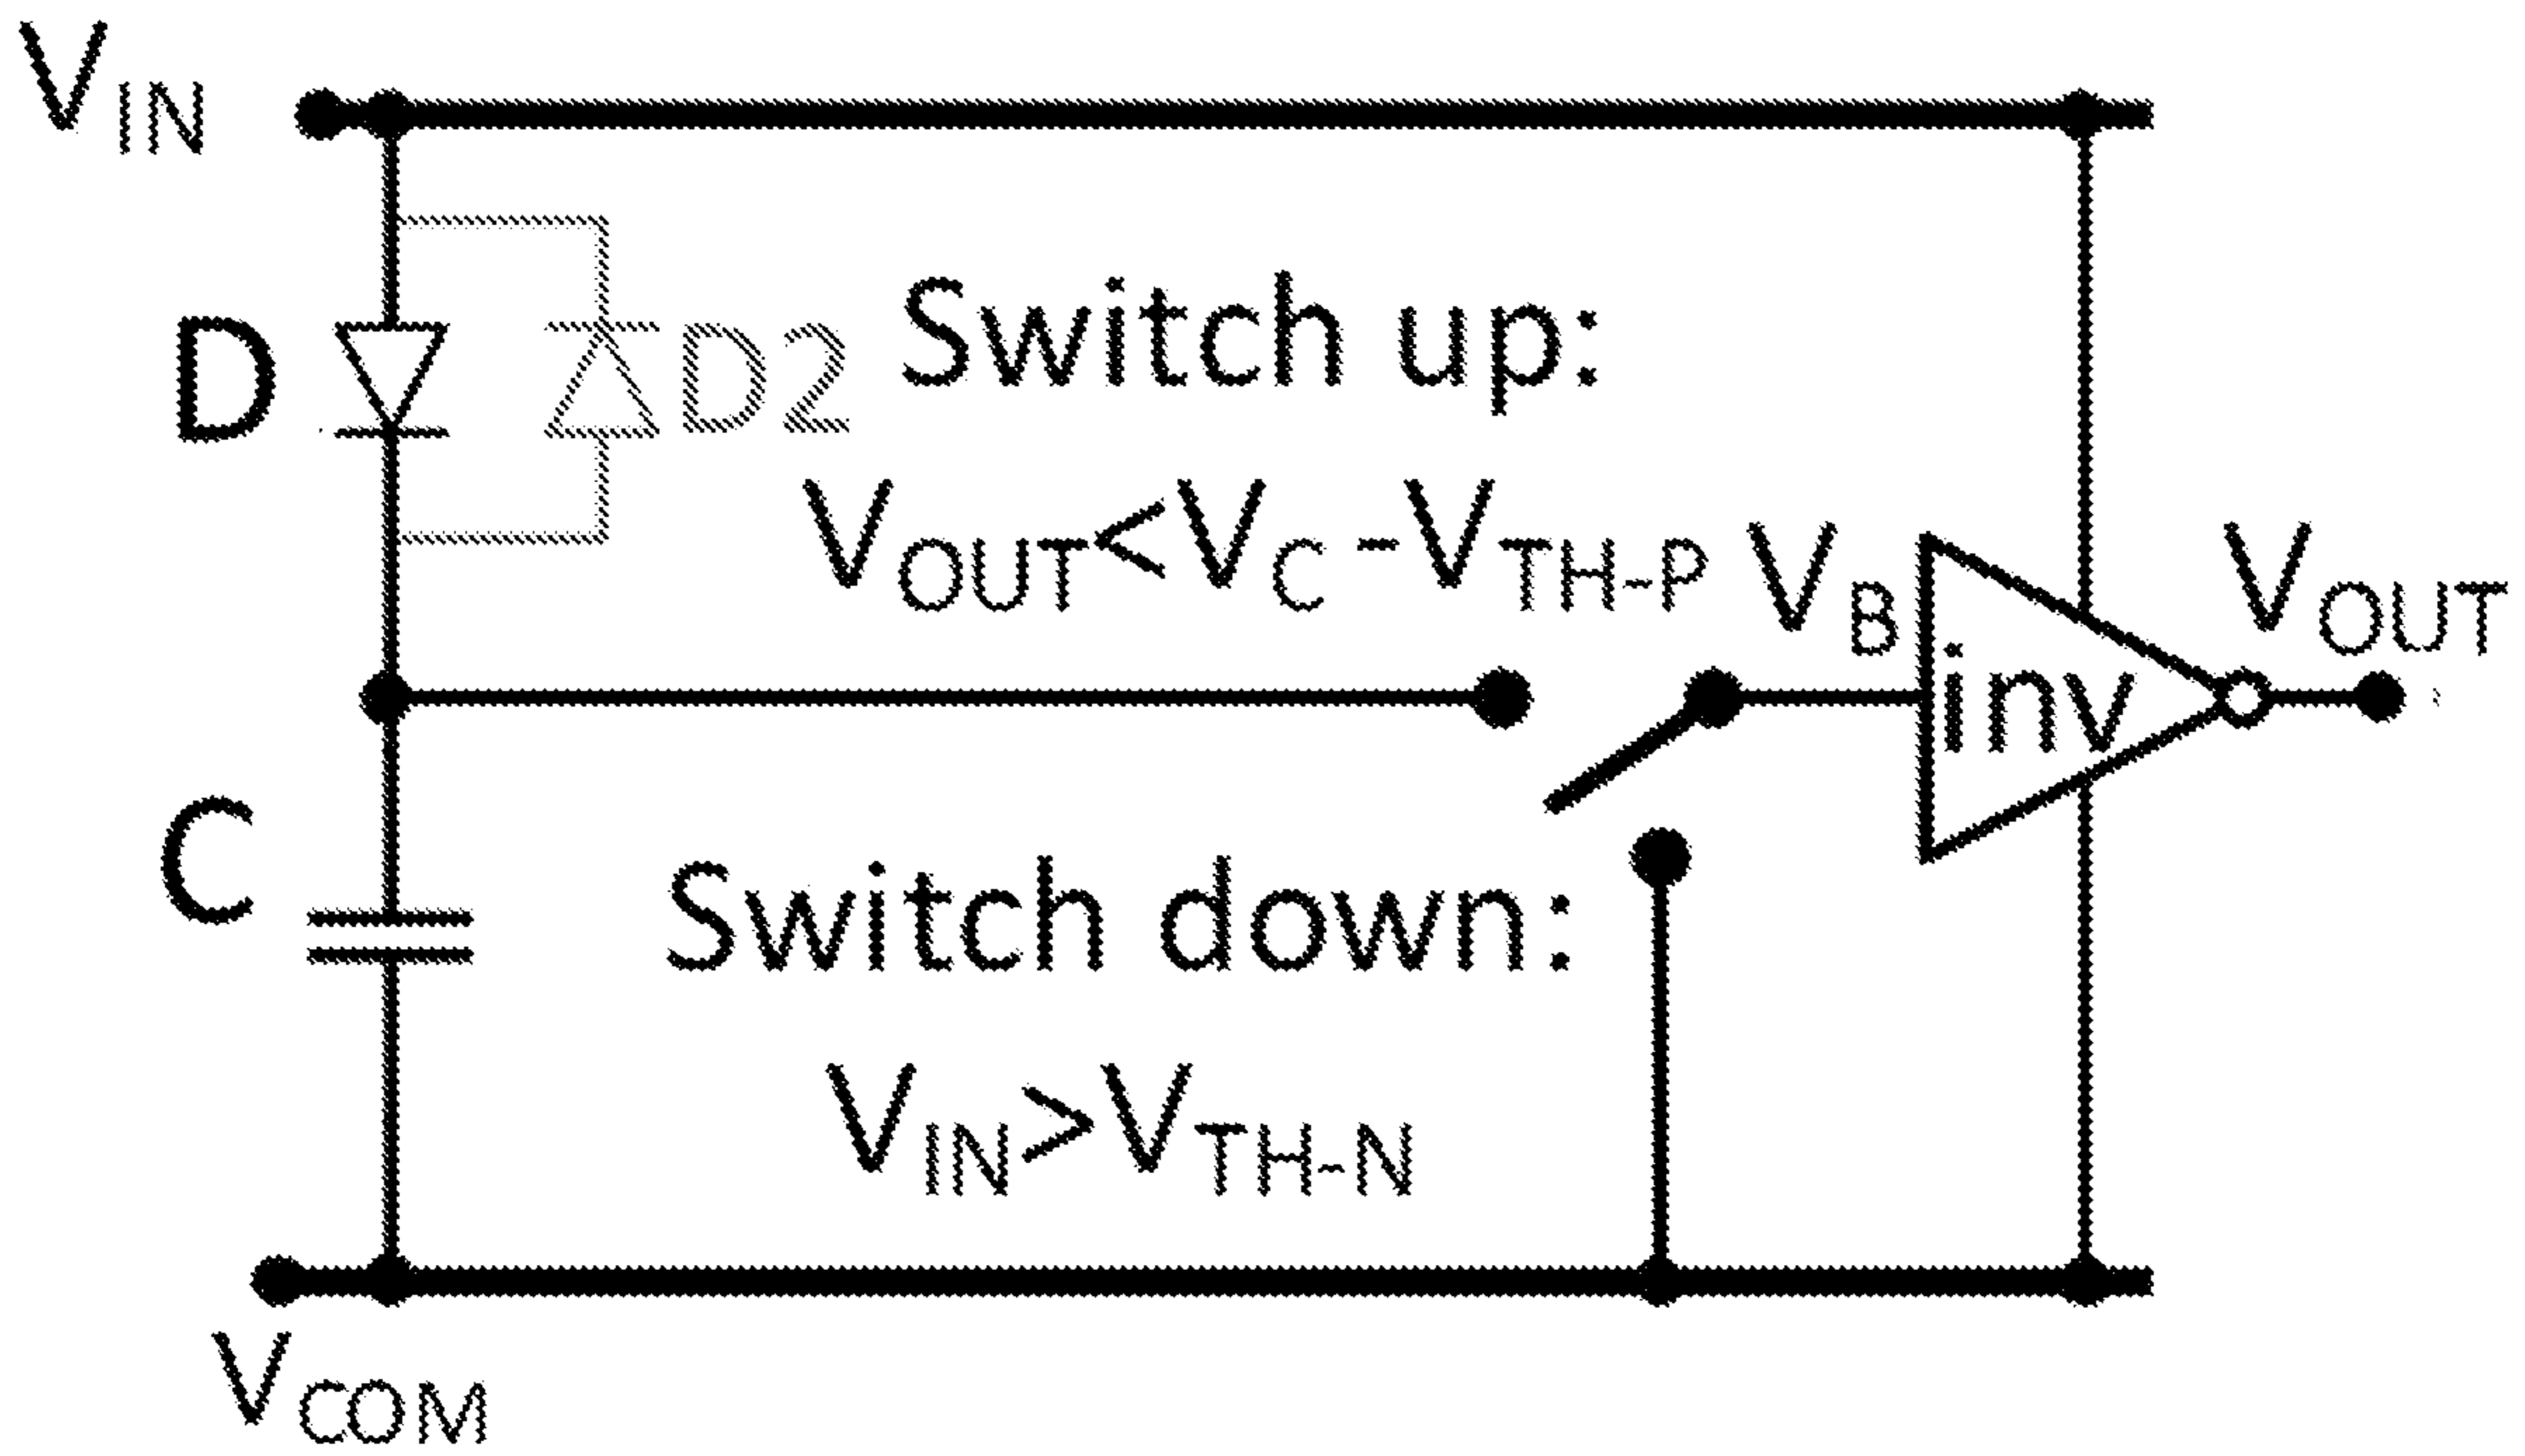 VIN
D
D2
Switch up:
VOUT<VC-VTH-P
VB
VOUT
inv
C
Switch down:
VIN>VTH-N
VCOM